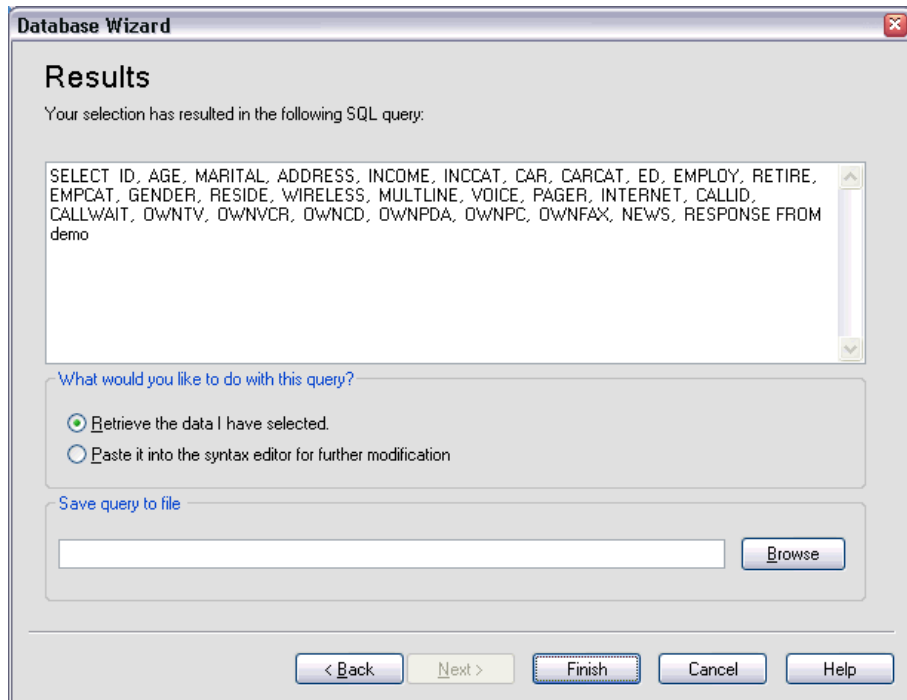 Database Wizard
Results
Your selection has resulted in the following SQL query:
SELECT ID, AGE, MARITAL, ADDRESS, INCOME, INCCAT, CAR, CARCAT, ED, EMPLOY, RETIRE,
EMPCAT, GENDER, RESIDE, WIRELESS, MULTLINE, VOICE, PAGER, INTERNET, CALLID,
CALLWAIT, OWNTV, OWNVCR, OWNCD, OWNPDA, OWNPC, OWNFAX, NEWS, RESPONSE FROM
demo
What would you like to do with this query?
Retrieve the data I have selected.
Paste it into the syntax editor for further modification
Save query to file
Browse
< Back Next > Finish Cancel Help